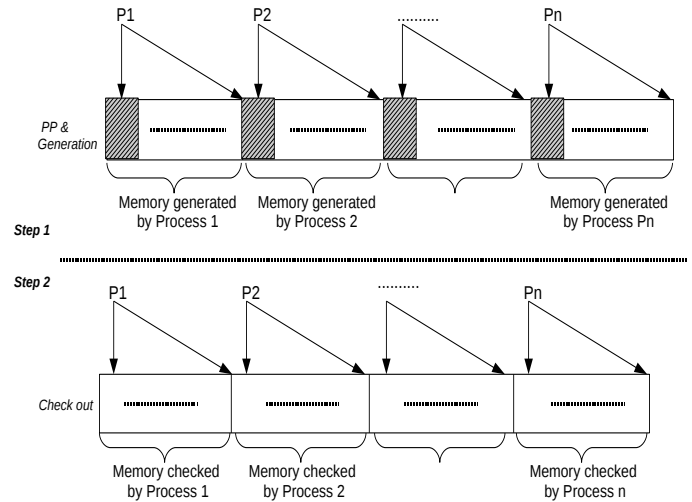 P1
P2
..........
Pn
PP &
Generation
Memory generated
by Process 1
Memory generated
by Process 2
Memory generated
by Process Pn
Step 1
Step 2
P1
P2
..........
Pn
Check out
Memory checked
by Process 1
Memory checked
by Process 2
Memory checked
by Process n